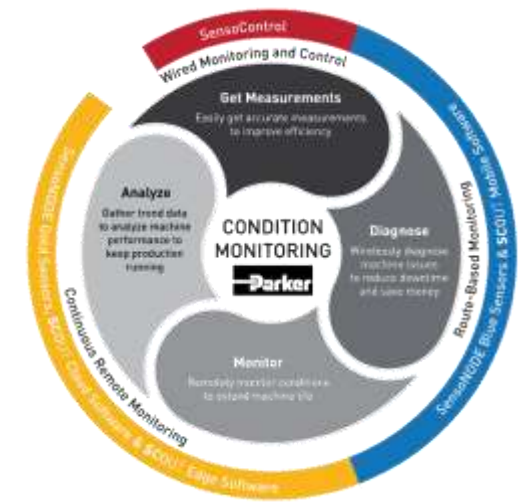 SensoControl
Wired Monitoring and Control
Get Measurements
Easily get accurate measurements
to improve efficiency
Analyze
Gather trend data
to analyze machine
performance to
keep production
running
CONDITION
MONITORING
Parker
Diagnose
Wirelessly diagnose
machine issues
to reduce downtime
and save money
Monitor
Remotely monitor conditions
to extend machine life
Route-Based Monitoring
SensoNODE Blue Sensors & SCOUT Mobile Software
Continuous Remote Monitoring
SensoNODE Gold Sensors, SCOUT Cloud Software & SCOUT Edge Software